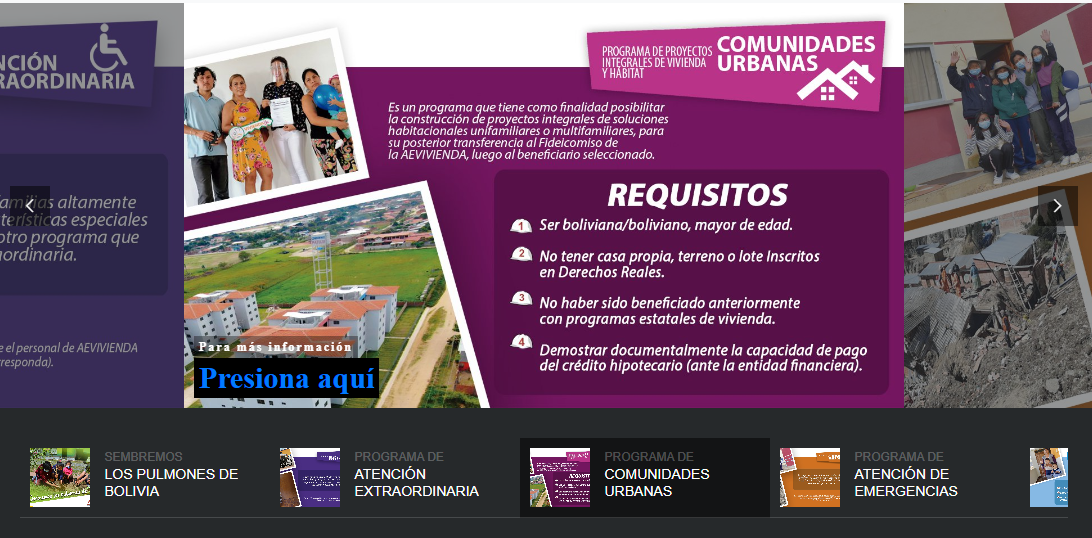 NCIÓN
RAORDINARIA
familias altamente
terísticas especiales
otro programa que
aordinaria.
e el personal de AEVIVIENDA
rresponda).
PROGRAMA DE PROYECTOS
INTEGRALES DE VIVIENDA
Y HÁBITAT
COMUNIDADES
URBANAS
Es un programa que tiene como finalidad posibilitar
la construcción de proyectos integrales de soluciones
habitacionales unifamiliares o multifamiliares, para
su posterior transferencia al Fideicomiso de
la AEVIVIENDA, luego al beneficiario seleccionado.
REQUISITOS
1 Ser boliviana/boliviano, mayor de edad.
2 No tener casa propia, terreno o lote Inscritos
en Derechos Reales.
3 No haber sido beneficiado anteriormente
con programas estatales de vivienda.
4 Demostrar documentalmente la capacidad de pago
del crédito hipotecario (ante la entidad financiera).
Para más información
Presiona aquí
SEMBREMOS
LOS PULMONES DE
BOLIVIA
PROGRAMA DE
ATENCIÓN
EXTRAORDINARIA
PROGRAMA DE
COMUNIDADES
URBANAS
PROGRAMA DE
ATENCIÓN DE
EMERGENCIAS